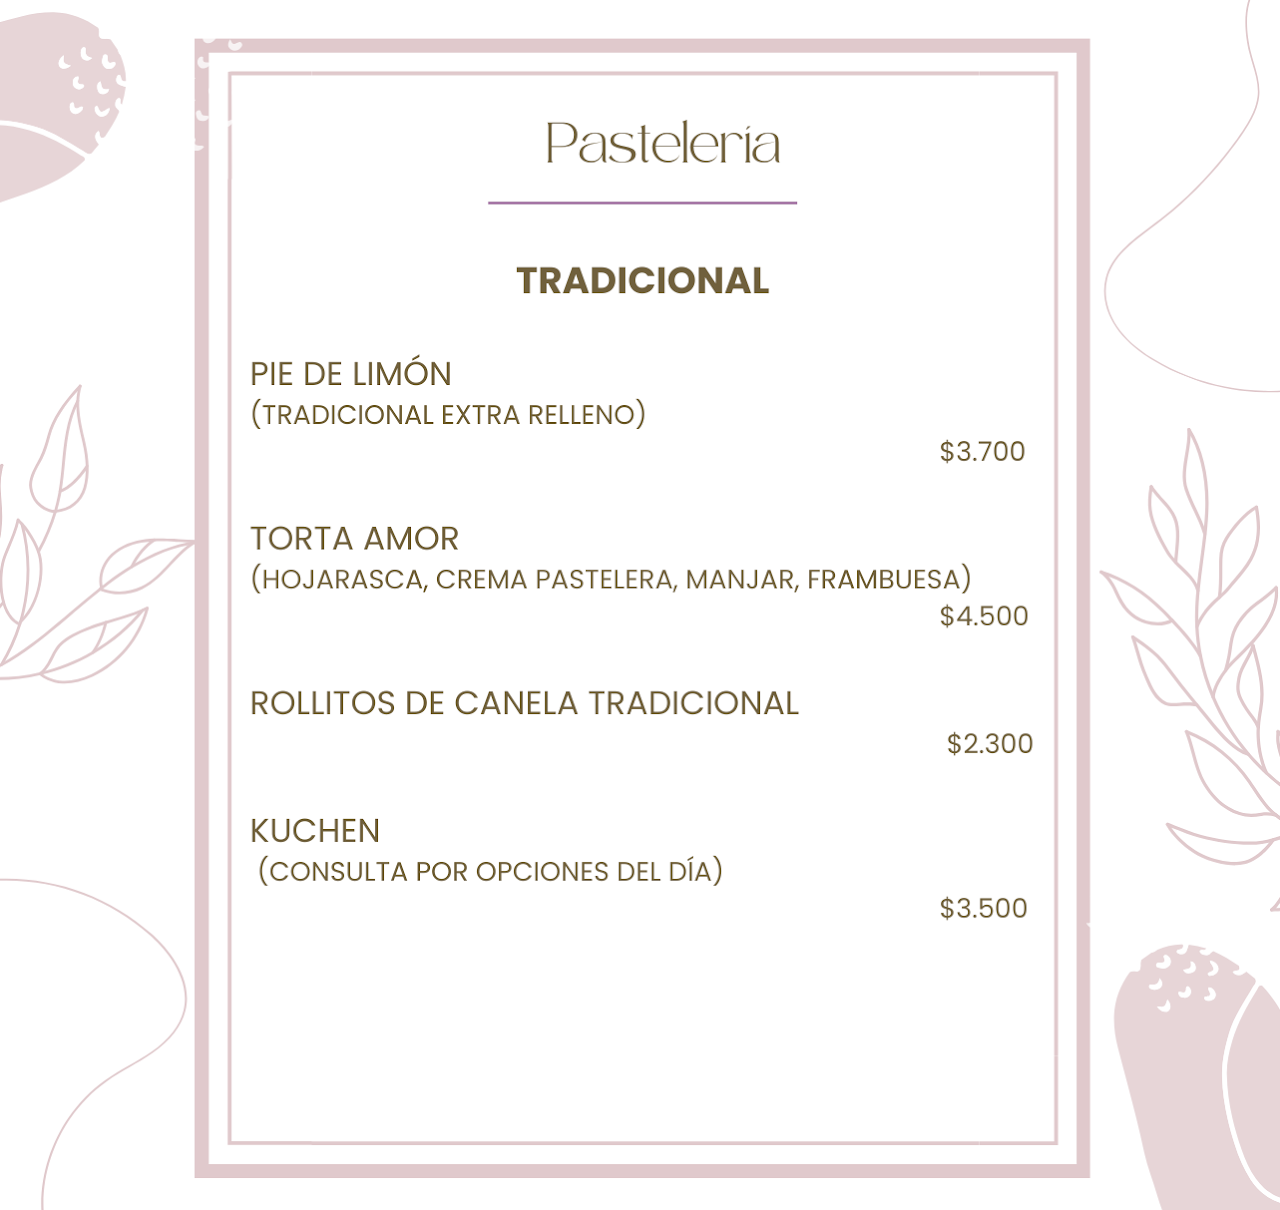 Pastelería
TRADICIONAL
PIE DE LIMÓN
(TRADICIONAL EXTRA RELLENO)
$3.700
TORTA AMOR
(HOJARASCA, CREMA PASTELERA, MANJAR, FRAMBUESA)
$4.500
ROLLITOS DE CANELA TRADICIONAL
$2.300
KUCHEN
(CONSULTA POR OPCIONES DEL DÍA)
$3.500